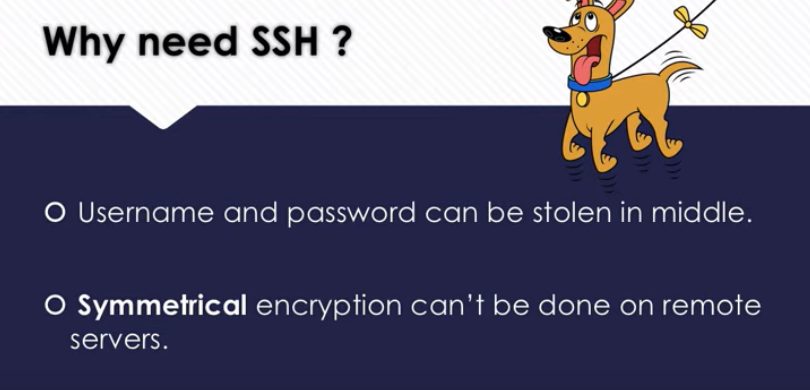 Why need SSH ?
O Username and password can be stolen in middle.
O Symmetrical encryption can't be done on remote
servers.